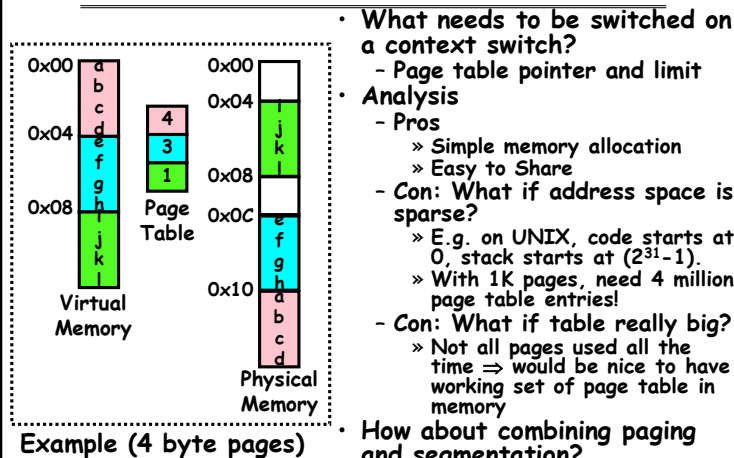 0x00
a
b
c
d
0x04
e
f
g
h
0x08
i
j
k
l
Virtual
Memory
4
3
1
Page
Table
0x00
0x04
i
j
k
l
0x08
0x0C
e
f
g
h
0x10
a
b
c
d
Physical
Memory
Example (4 byte pages)
• What needs to be switched on
a context switch?
– Page table pointer and limit
• Analysis
– Pros
» Simple memory allocation
» Easy to Share
– Con: What if address space is
sparse?
» E.g. on UNIX, code starts at
0, stack starts at (2³¹-1).
» With 1K pages, need 4 million
page table entries!
– Con: What if table really big?
» Not all pages used all the
time ⇒ would be nice to have
working set of page table in
memory
• How about combining paging
and segmentation?